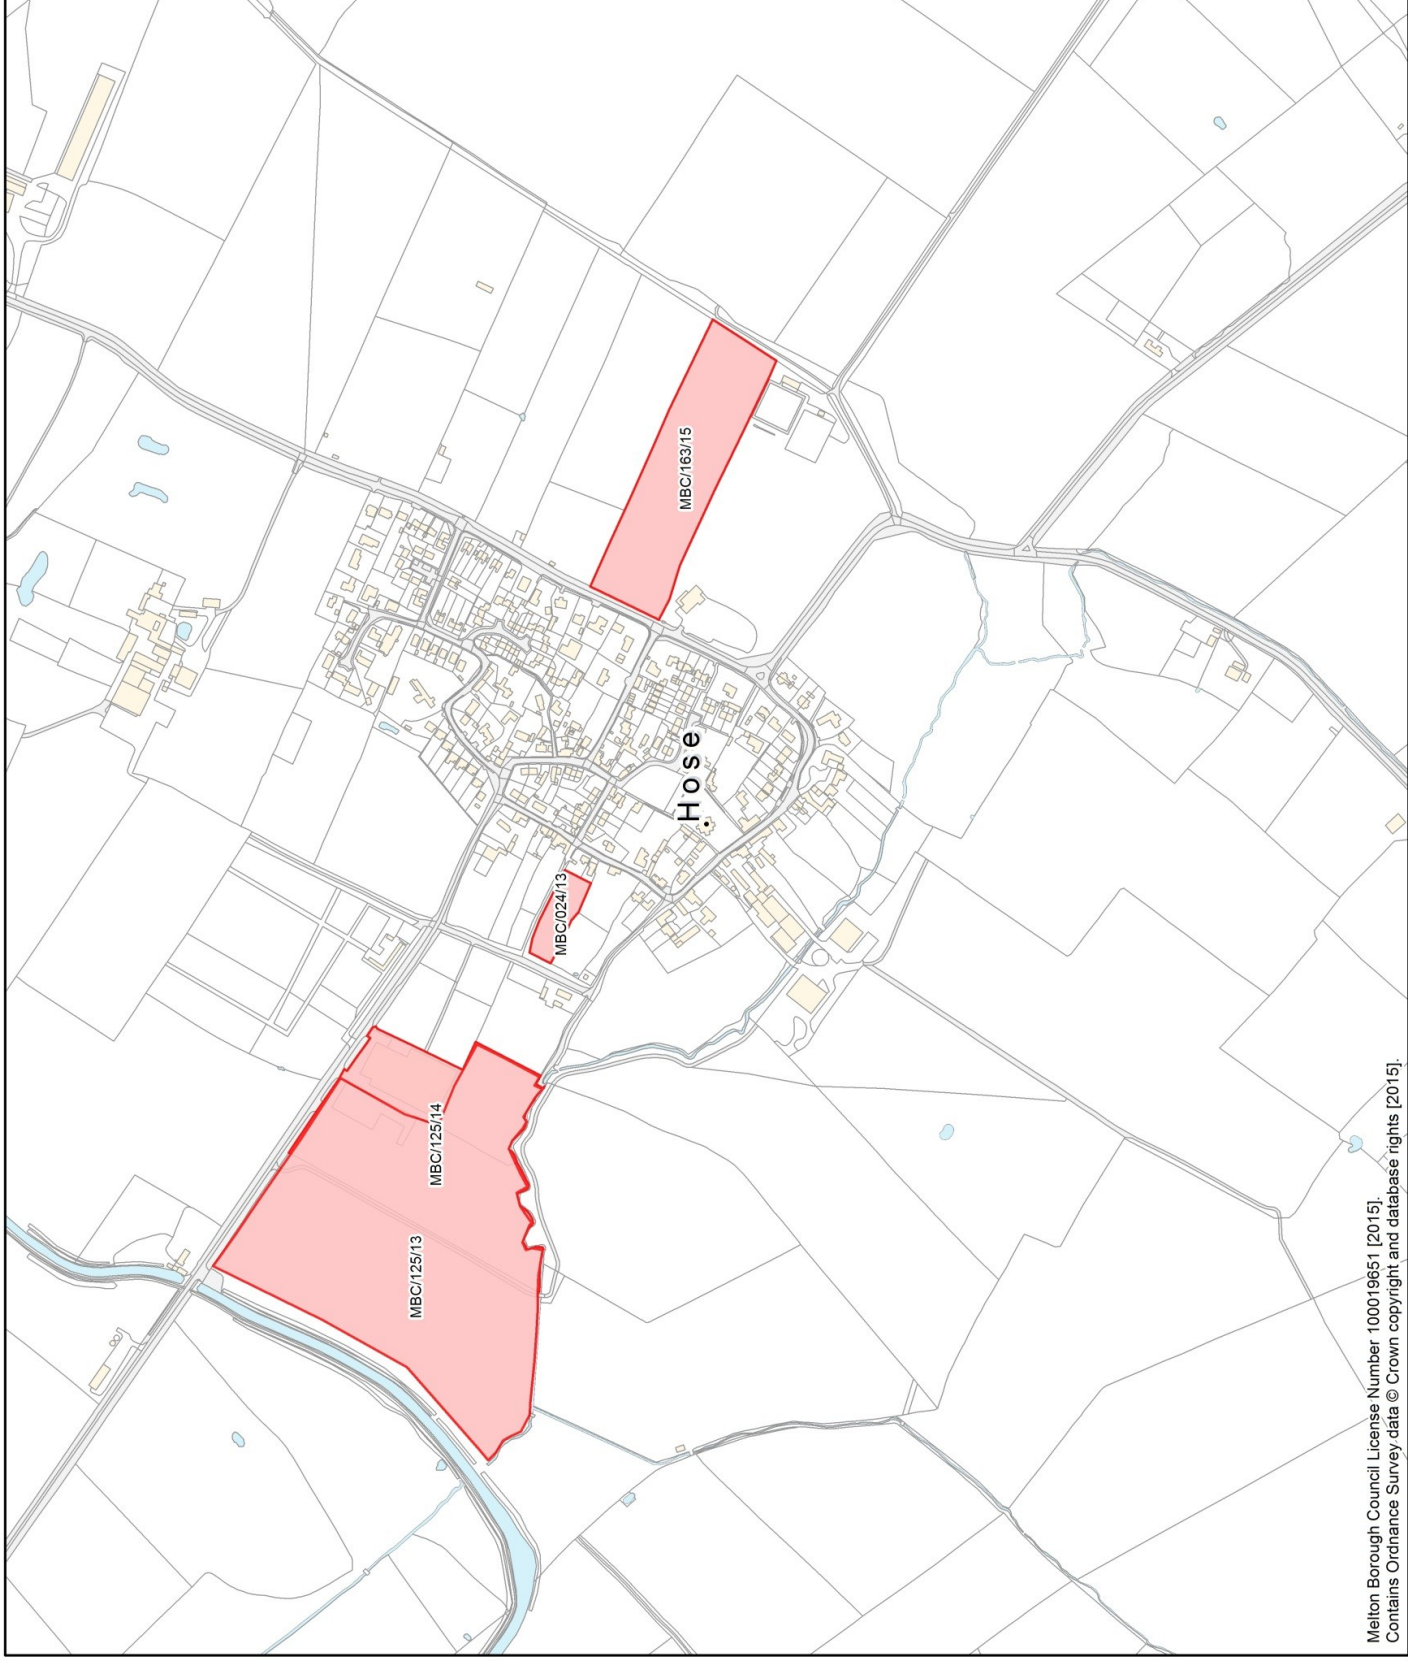 MBC/125/13
MBC/125/14
MBC/024/13
Hose
MBC/163/15
Melton Borough Council License Number 100019651 [2015].
Contains Ordnance Survey data © Crown copyright and database rights [2015].